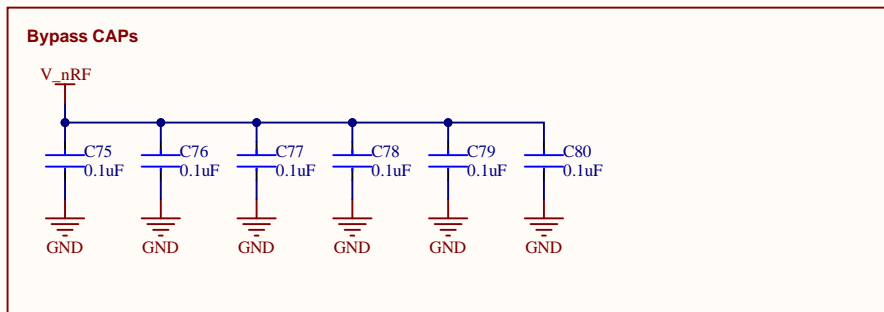 Bypass CAPs
V_nRF
C75
0.1uF
C76
0.1uF
C77
0.1uF
C78
0.1uF
C79
0.1uF
C80
0.1uF
GND
GND
GND
GND
GND
GND